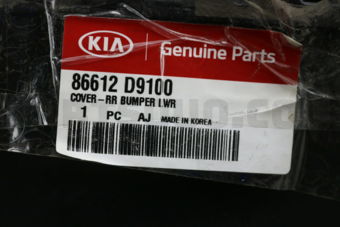 KIA Genuine Parts
86612 D9100
COVER-RR BUMPER LWR
1 PC AJ MADE IN KOREA